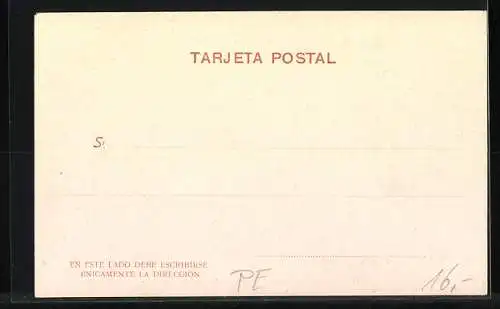 TARJETA POSTAL
S:
EN ESTE LADO DEBE ESCRIBIRSE
ÚNICAMENTE LA DIRECCIÓN
PE
16,-